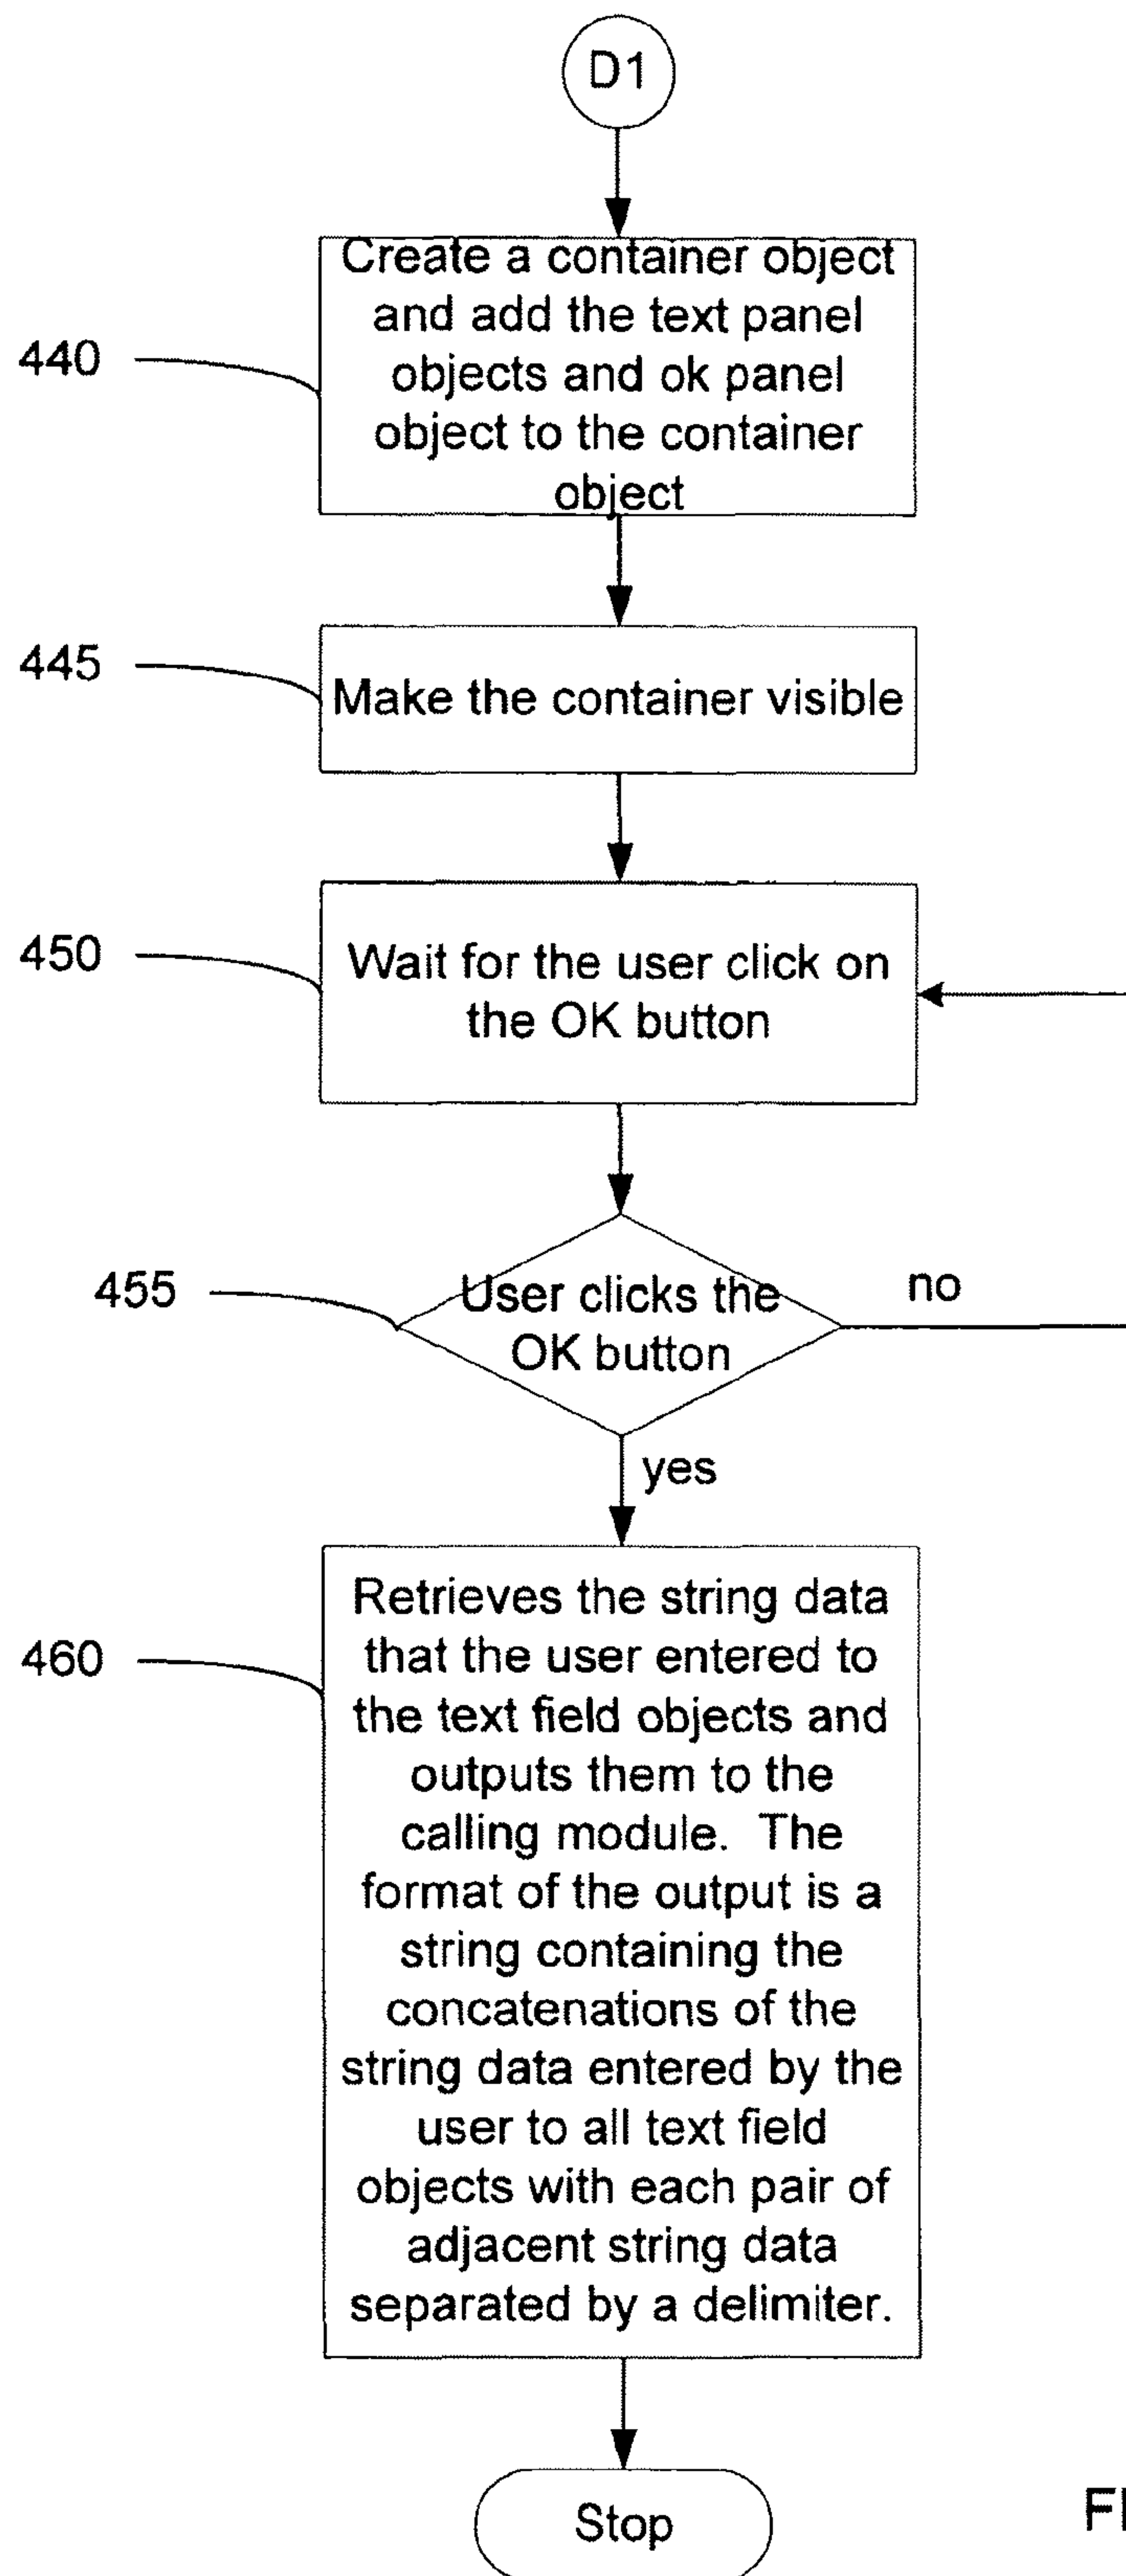 D1
440
Create a container object
and add the text panel
objects and ok panel
object to the container
object
445
Make the container visible
450
Wait for the user click on
the OK button
455
User clicks the
OK button
no
yes
460
Retrieves the string data
that the user entered to
the text field objects and
outputs them to the
calling module. The
format of the output is a
string containing the
concatenations of the
string data entered by the
user to all text field
objects with each pair of
adjacent string data
separated by a delimiter.
Stop